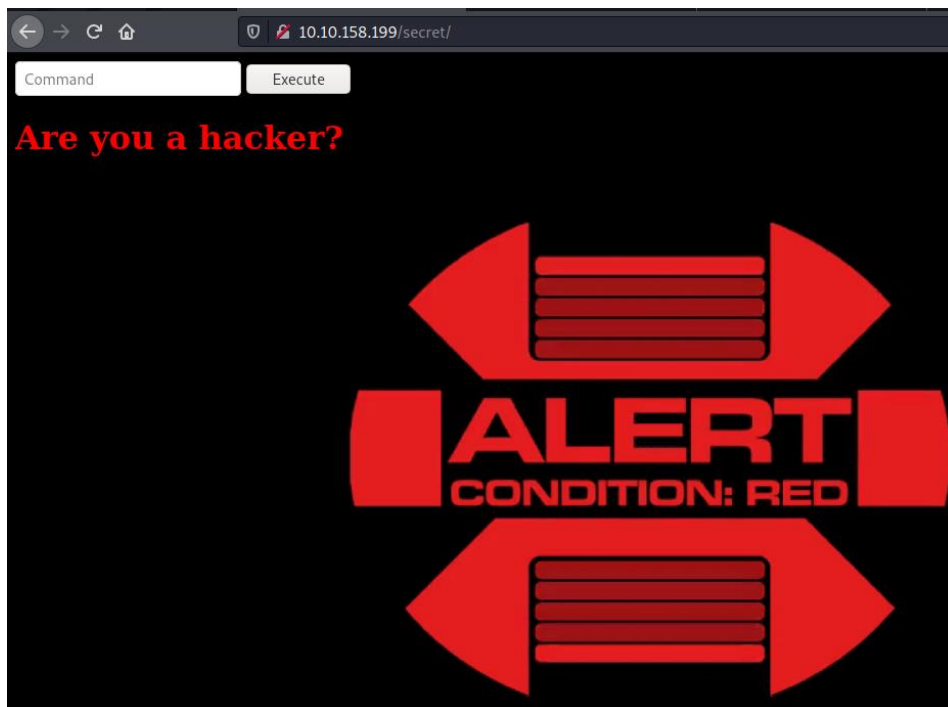 10.10.158.199/secret/
Command Execute
Are you a hacker?
ALERT
CONDITION: RED